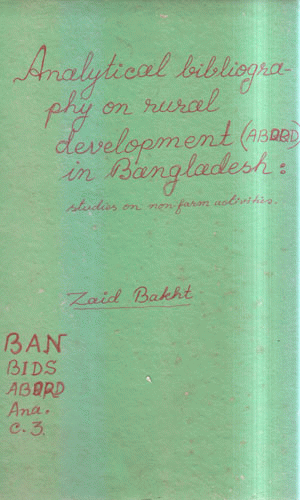 Analytical bibliogra-
phy on rural
development (ABRD)
in Bangladesh:
studies on non-farm activities.
Zaid Bakht
BAN
BIDS
ABRD
Ana.
C. 3.